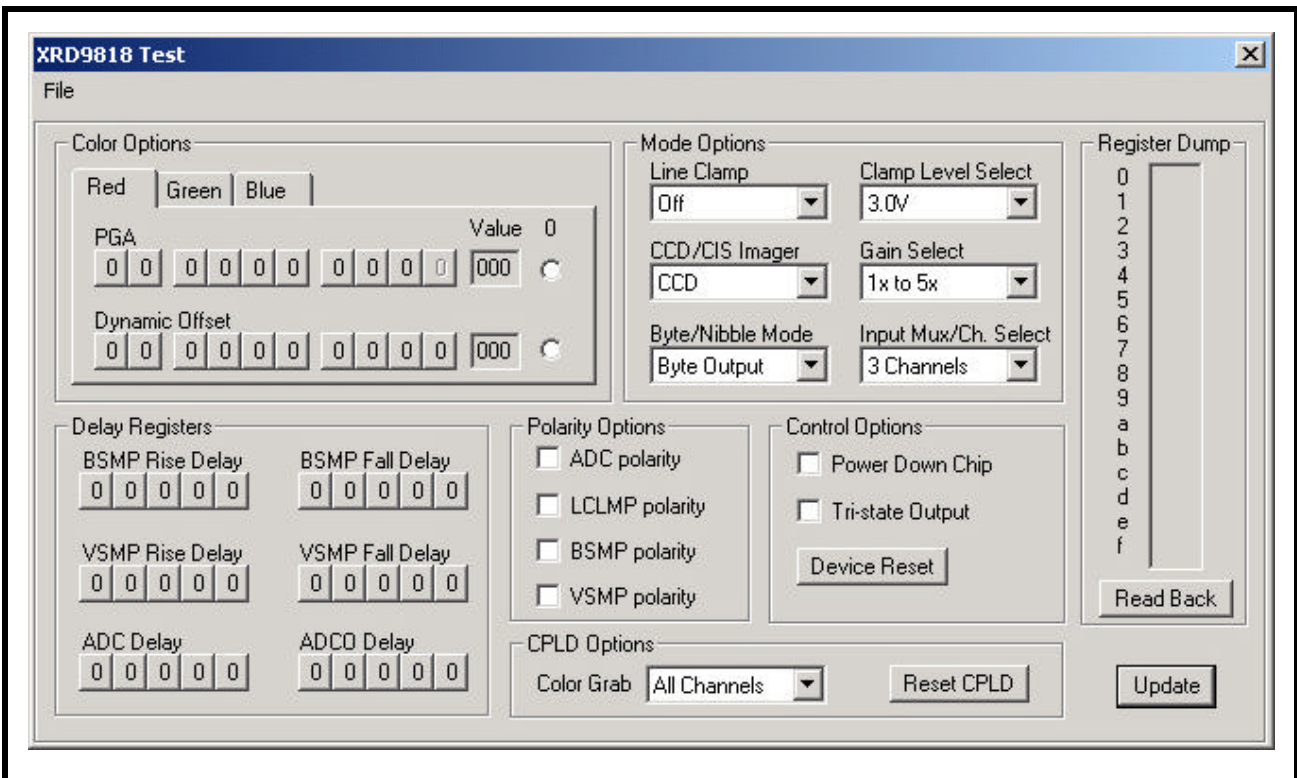 XRD9818 Test
File
Color Options
Red Green Blue
Value 0
PGA
0 0 0 0 0 0 0 0 0 0 000
Dynamic Offset
0 0 0 0 0 0 0 0 0 0 000
Mode Options
Line Clamp Clamp Level Select
Off 3.0V
CCD/CIS Imager Gain Select
CCD 1x to 5x
Byte/Nibble Mode Input Mux/Ch. Select
Byte Output 3 Channels
Register Dump
0
1
2
3
4
5
6
7
8
9
a
b
c
d
e
f
Read Back
Delay Registers
BSMP Rise Delay BSMP Fall Delay
0 0 0 0 0 0 0 0 0 0
VSMP Rise Delay VSMP Fall Delay
0 0 0 0 0 0 0 0 0 0
ADC Delay ADCO Delay
0 0 0 0 0 0 0 0 0 0
Polarity Options
ADC polarity
LCLMP polarity
BSMP polarity
VSMP polarity
Control Options
Power Down Chip
Tri-state Output
Device Reset
CPLD Options
Color Grab All Channels Reset CPLD
Update